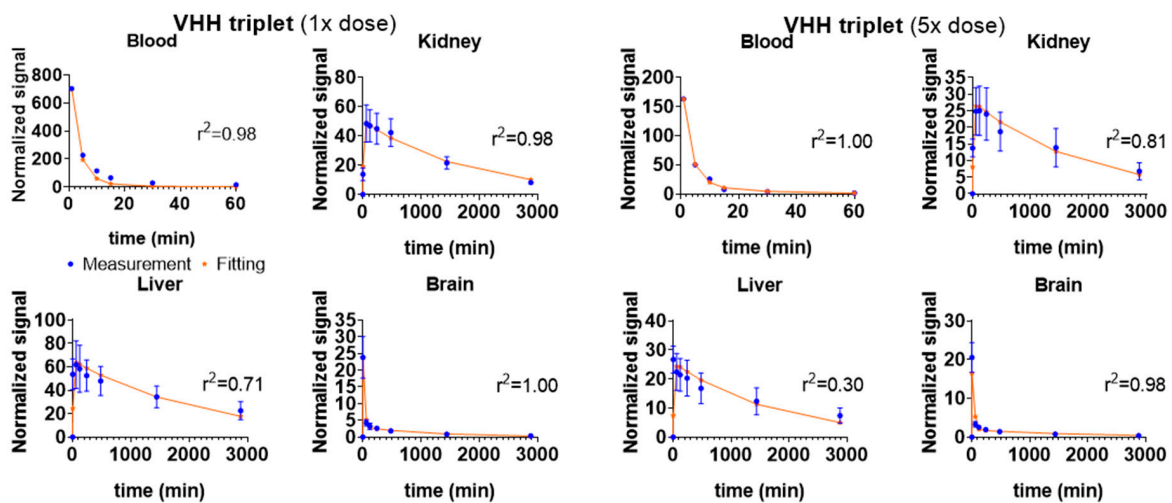 VHH triplet (1x dose)
Blood
Normalized signal
800
600
400
200
0
0 20 40 60
time (min)
r²=0.98
Kidney
Normalized signal
80
60
40
20
0
0 1000 2000 3000
time (min)
r²=0.98
Measurement Fitting
Liver
Normalized signal
100
80
60
40
20
0
0 1000 2000 3000
time (min)
r²=0.71
Brain
Normalized signal
35
30
25
20
15
10
5
0
0 1000 2000 3000
time (min)
r²=1.00
VHH triplet (5x dose)
Blood
Normalized signal
200
150
100
50
0
0 20 40 60
time (min)
r²=1.00
Kidney
Normalized signal
35
30
25
20
15
10
5
0
0 1000 2000 3000
time (min)
r²=0.81
Liver
Normalized signal
40
30
20
10
0
0 1000 2000 3000
time (min)
r²=0.30
Brain
Normalized signal
30
20
10
0
0 1000 2000 3000
time (min)
r²=0.98